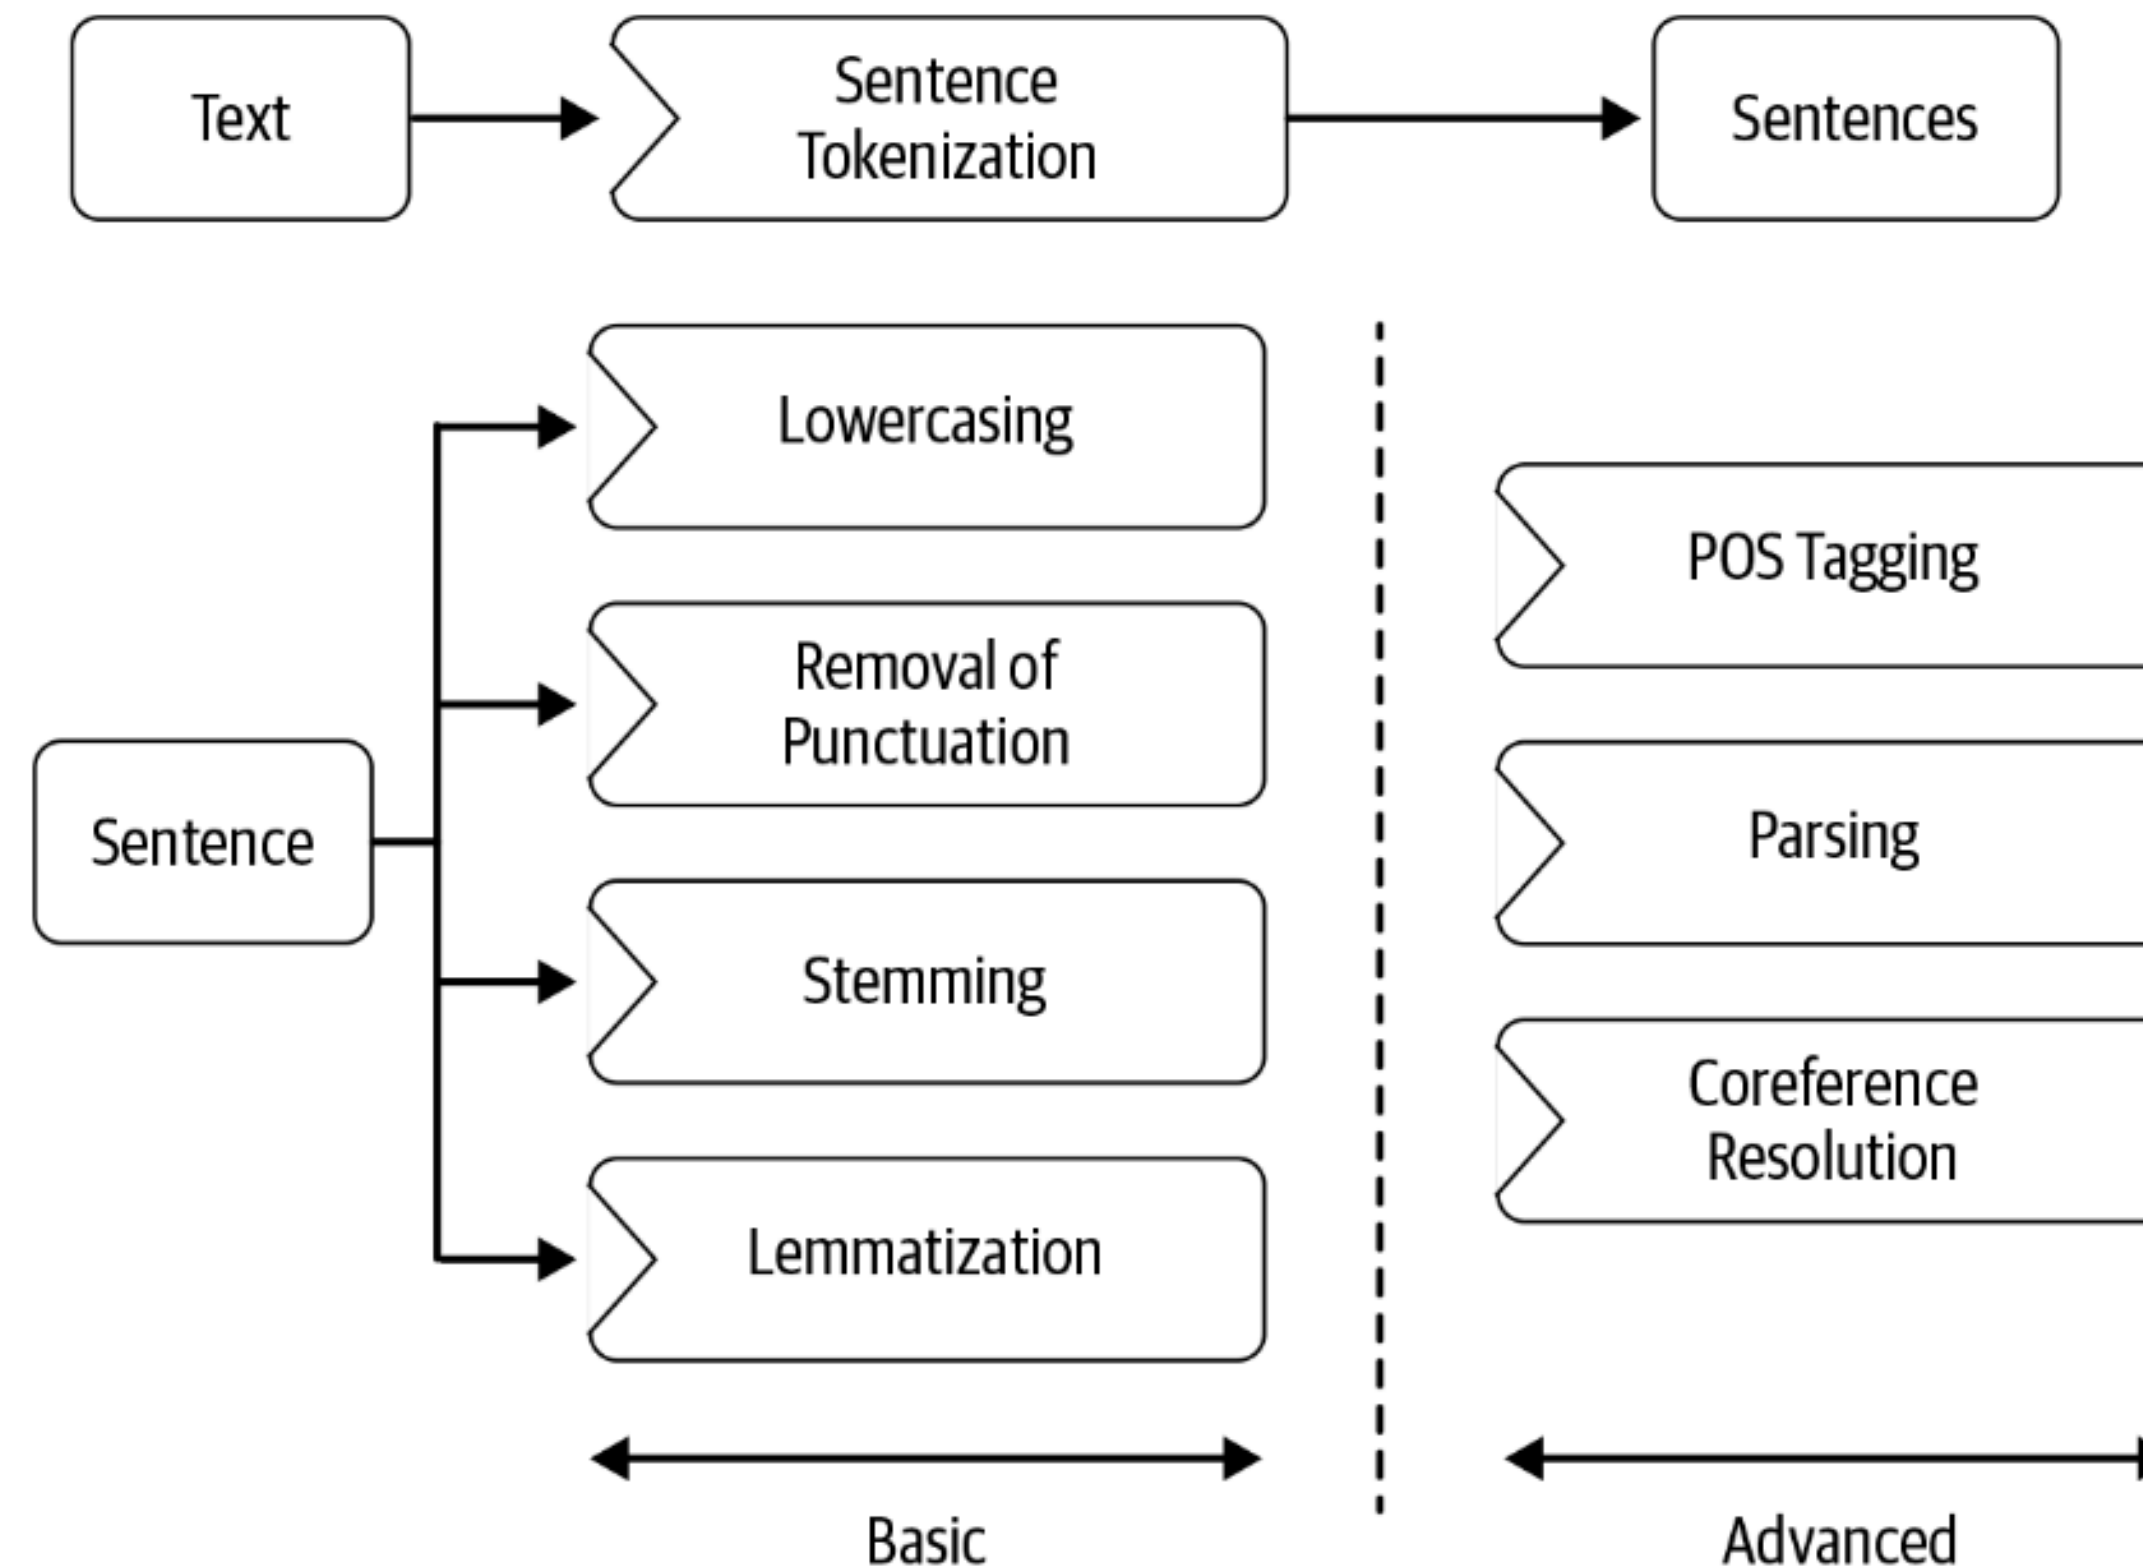 Text
Sentence
Tokenization
Sentences
Lowercasing
Removal of
Punctuation
Sentence
Stemming
Lemmatization
POS Tagging
Parsing
Coreference
Resolution
Basic
Advanced